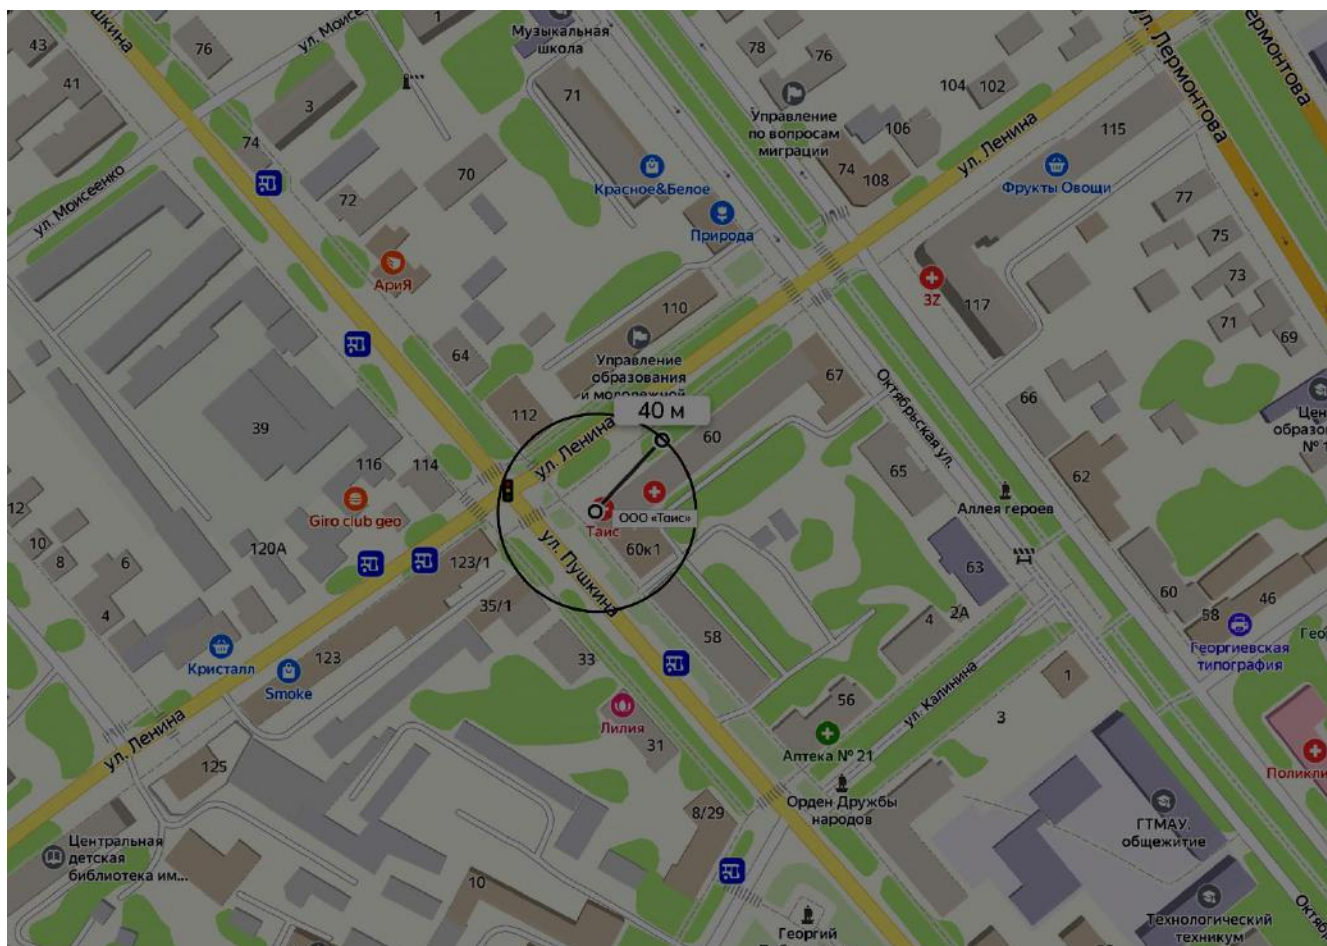 43
ул. Пушкина
76
ул. Моисеенко
1
Музыкальная
школа
78
76
ул. Лермонтова
Лермонтова
41
3
71
104
102
Управление
по вопросам
миграции
106
115
74
ул. Ленина
70
74
108
Красное&Белое
Фрукты Овощи
72
77
ул. Моисеенко
Природа
75
АриЯ
73
3Z
110
117
71
69
64
Управление
образования
и молодежной
67
66
112
40 м
Октябрьская ул.
39
ул. Ленина
60
116
114
65
62
12
Giro club geo
Таис
ООО «Таис»
Аллея героев
10
8
6
120А
123/1
60к1
ул. Пушкина
63
4
35/1
60
58
46
58
4
2А
Георгиевская
типография
Кристалл
123
33
Smoke
56
ул. Калинина
1
3
Лилия
31
ул. Ленина
Аптека № 21
125
Орден Дружбы
народов
8/29
ГТМАУ,
общежитие
Центральная
детская
библиотека им...
10
Технологический
техникум
Георгий